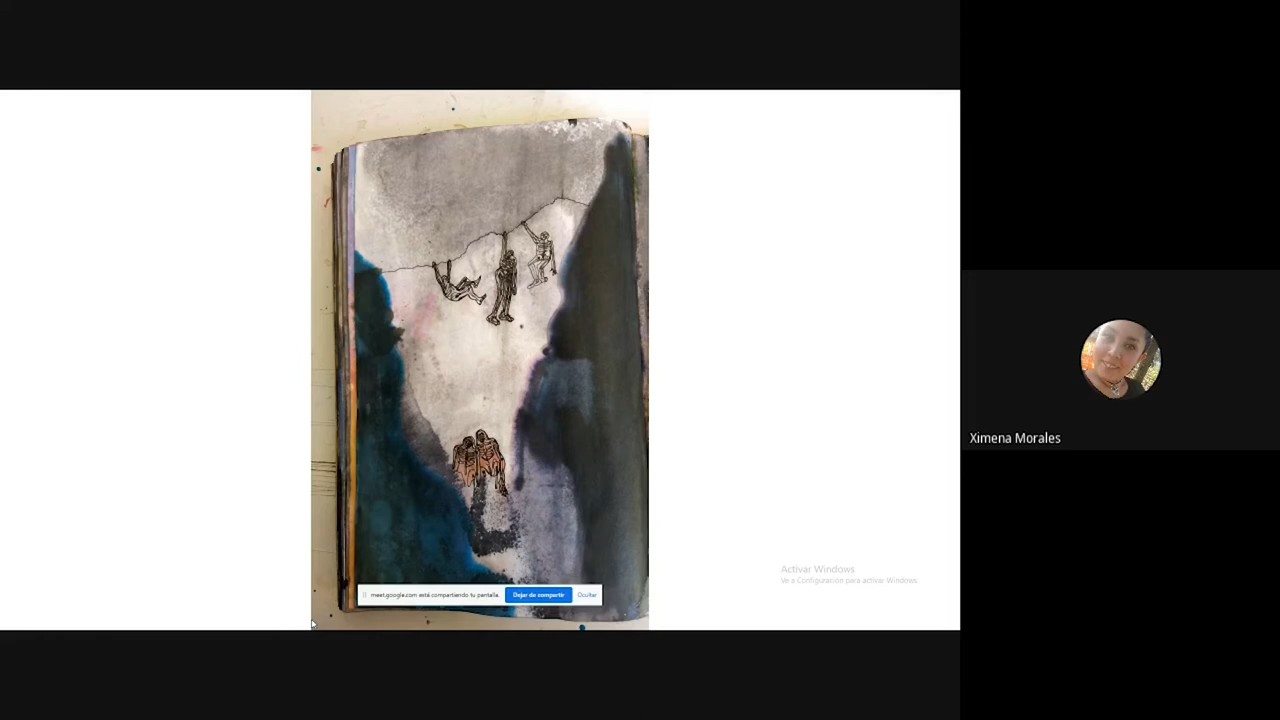 Ximena Morales
Activar Windows
Ve a Configuración para activar Windows.
meet.google.com está compartiendo tu pantalla.
Dejar de compartir
Ocultar